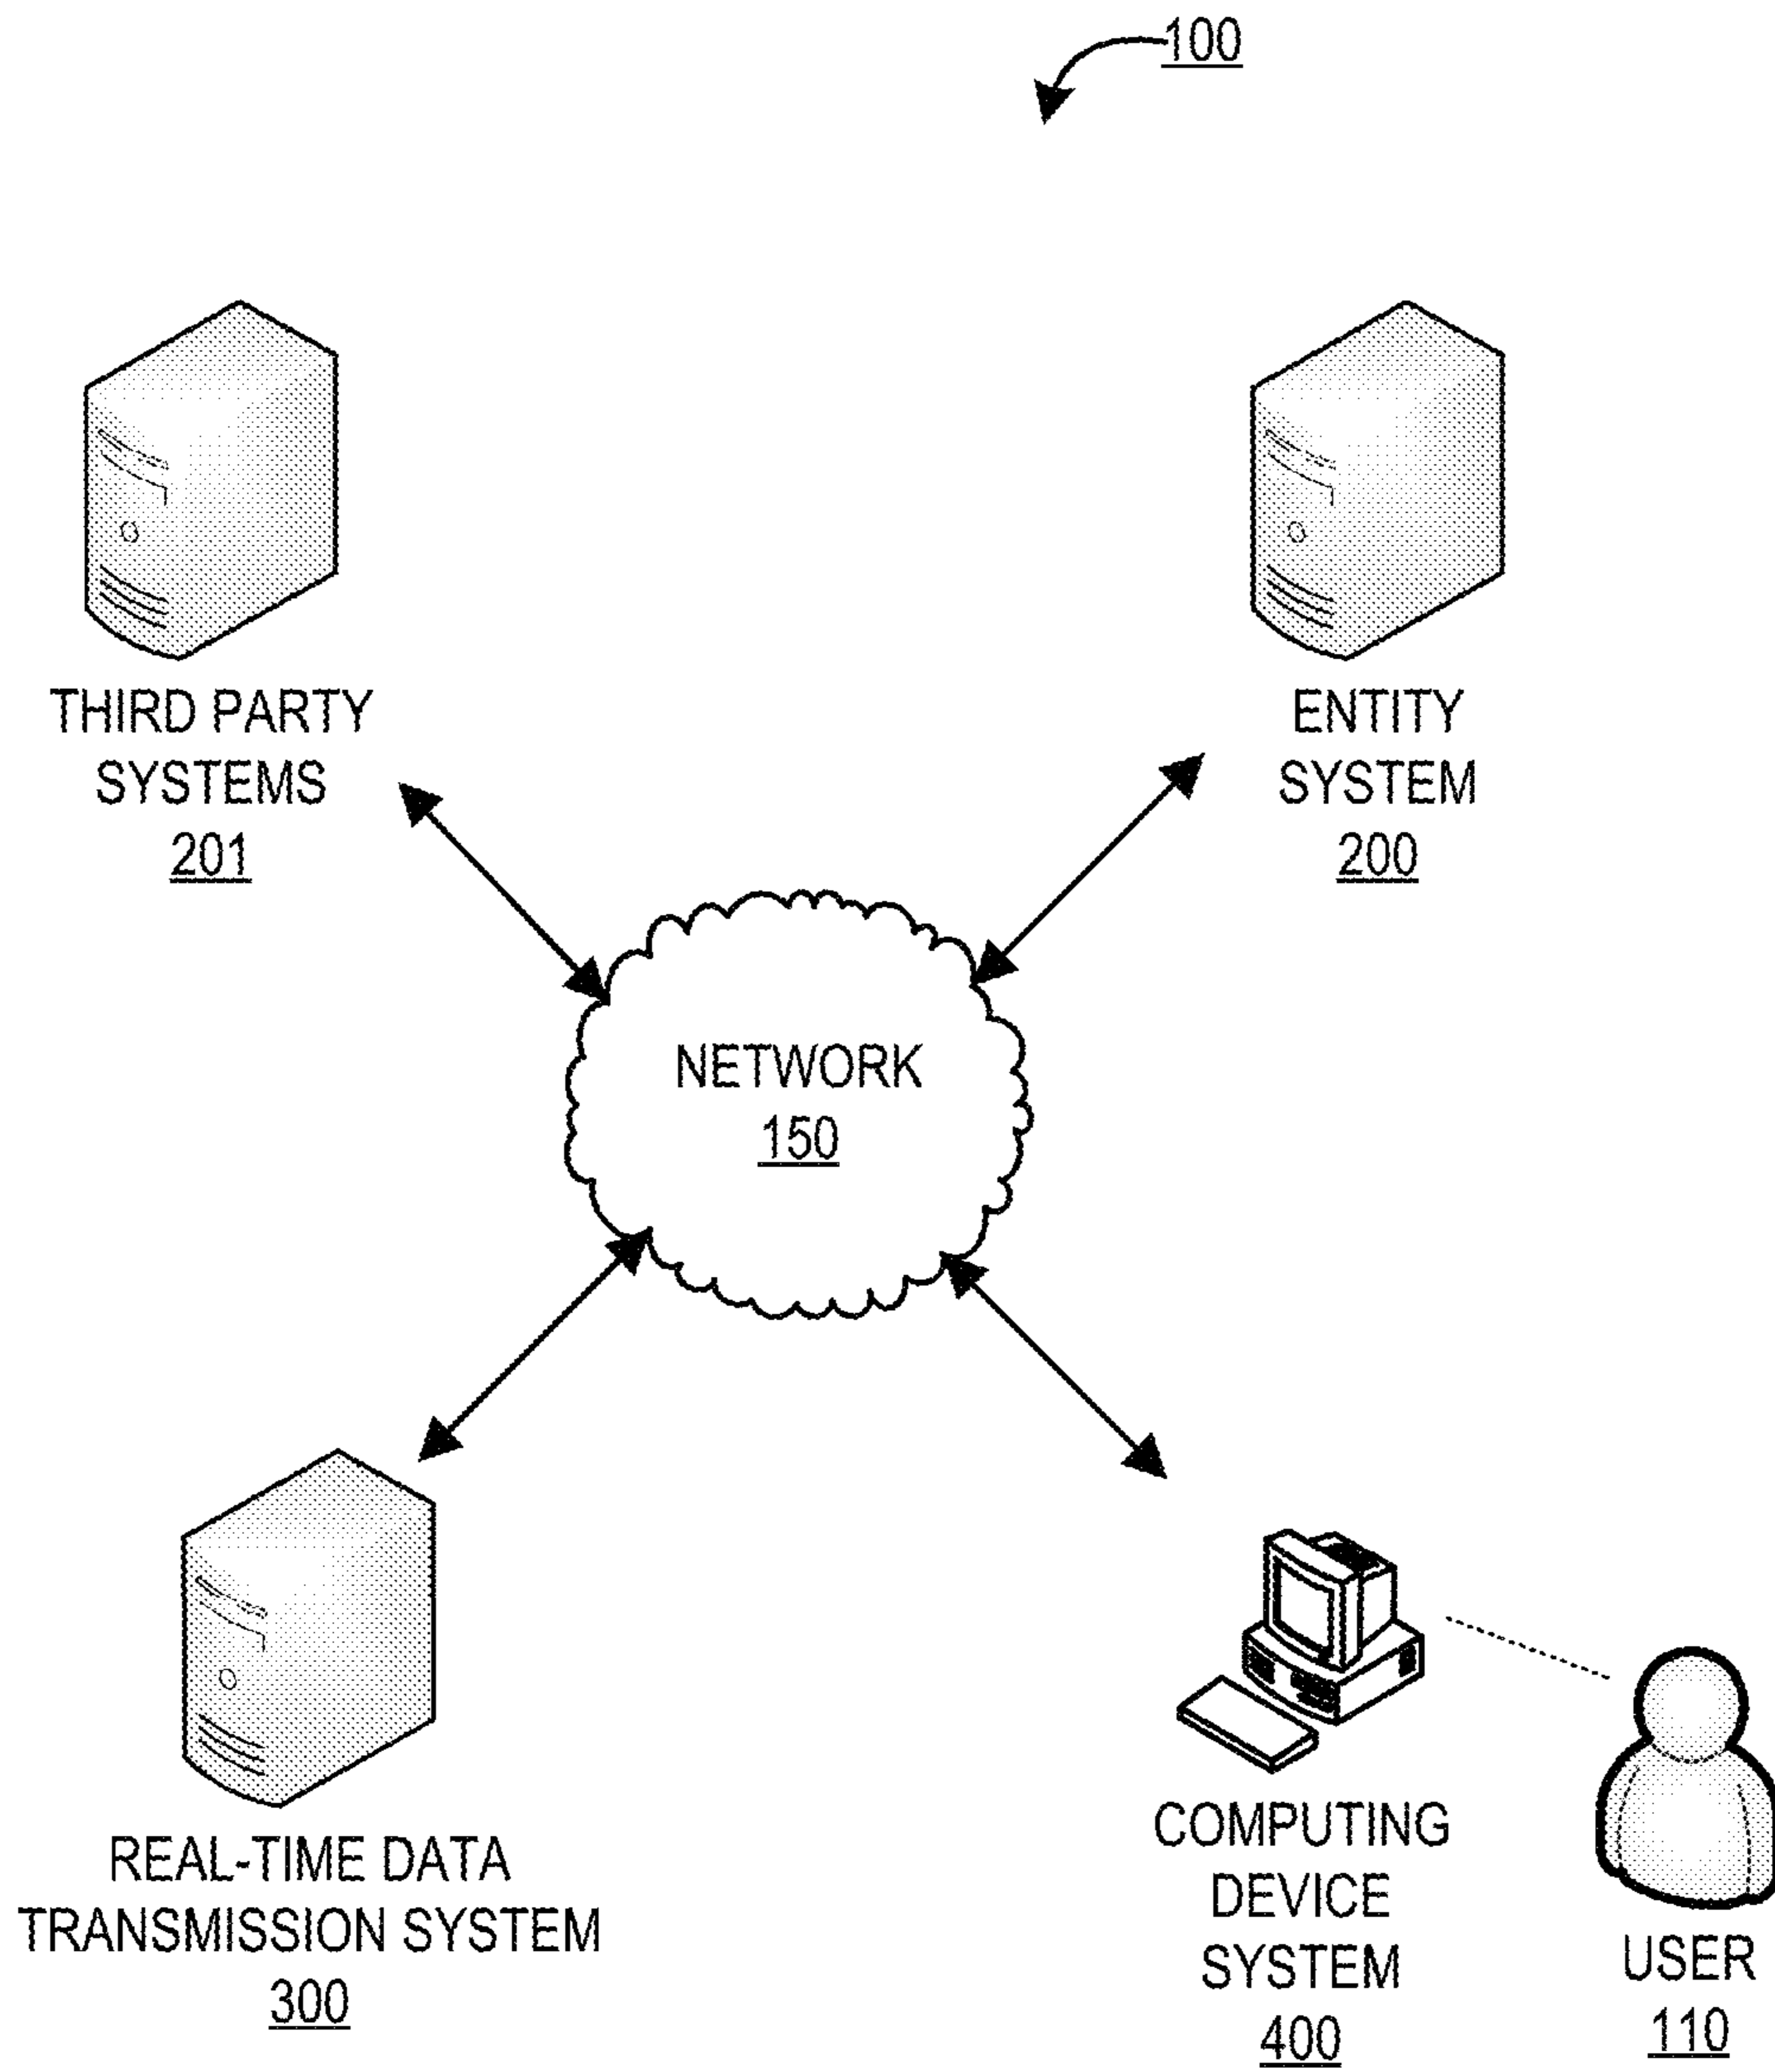 100
THIRD PARTY
SYSTEMS
201
ENTITY
SYSTEM
200
NETWORK
150
REAL-TIME DATA
TRANSMISSION SYSTEM
300
COMPUTING
DEVICE
SYSTEM
400
USER
110